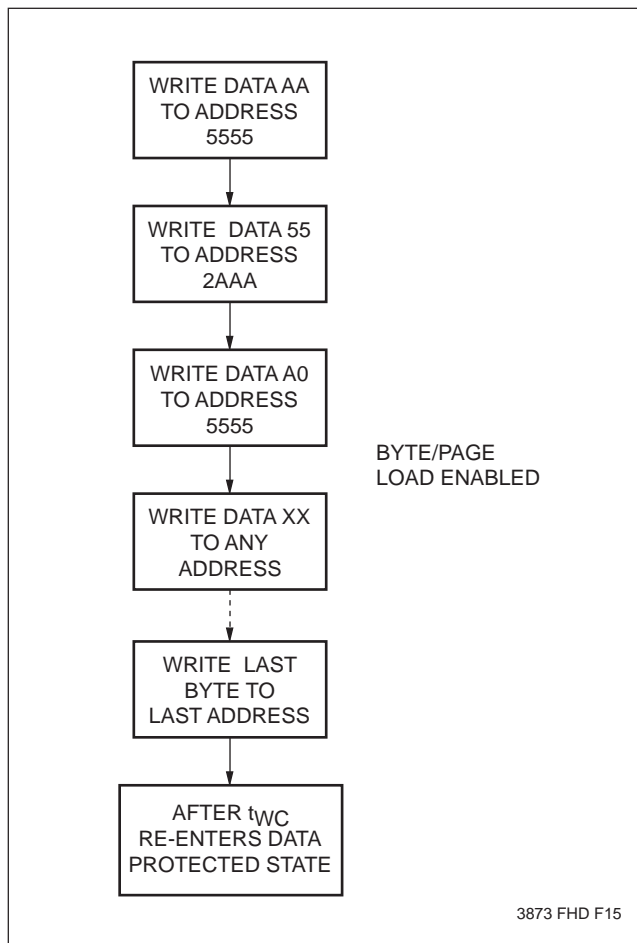 WRITE DATA AA
TO ADDRESS
5555
WRITE DATA 55
TO ADDRESS
2AAA
WRITE DATA A0
TO ADDRESS
5555
BYTE/PAGE
LOAD ENABLED
WRITE DATA XX
TO ANY
ADDRESS
WRITE LAST
BYTE TO
LAST ADDRESS
AFTER tWC
RE-ENTERS DATA
PROTECTED STATE
3873 FHD F15